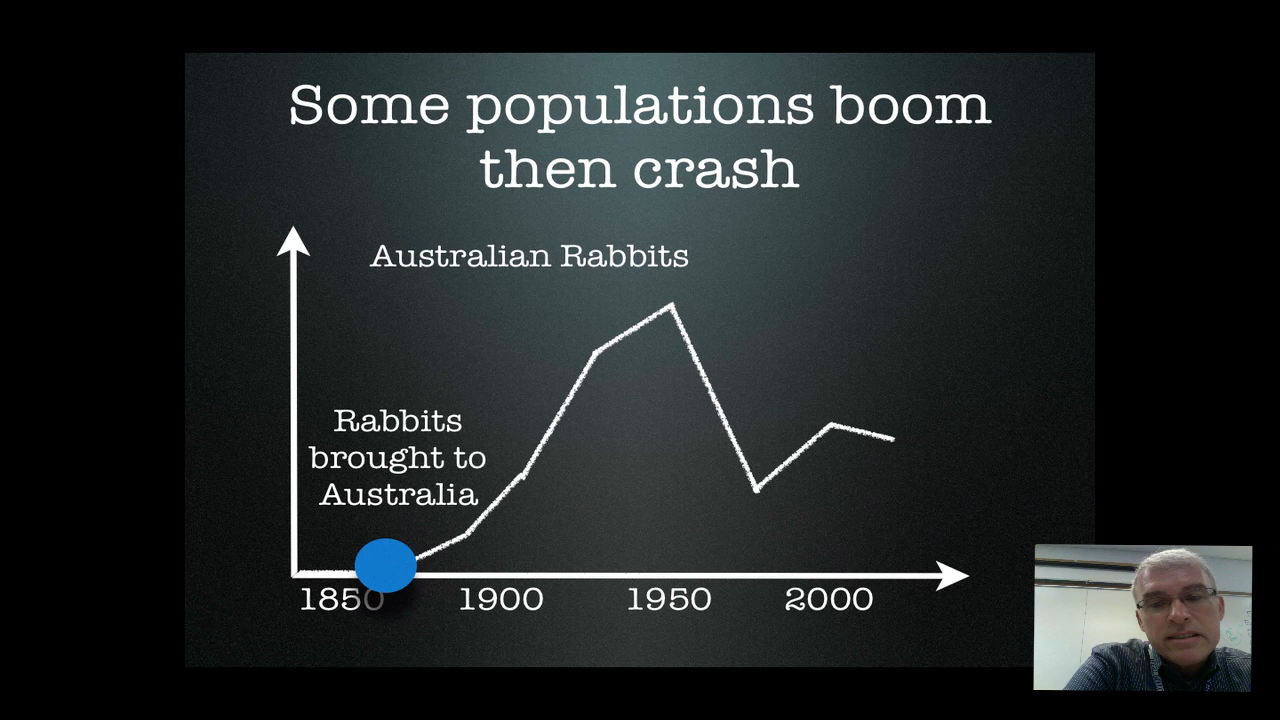 Some populations boom
then crash
Australian Rabbits
Rabbits
brought to
Australia
1850 1900 1950 2000